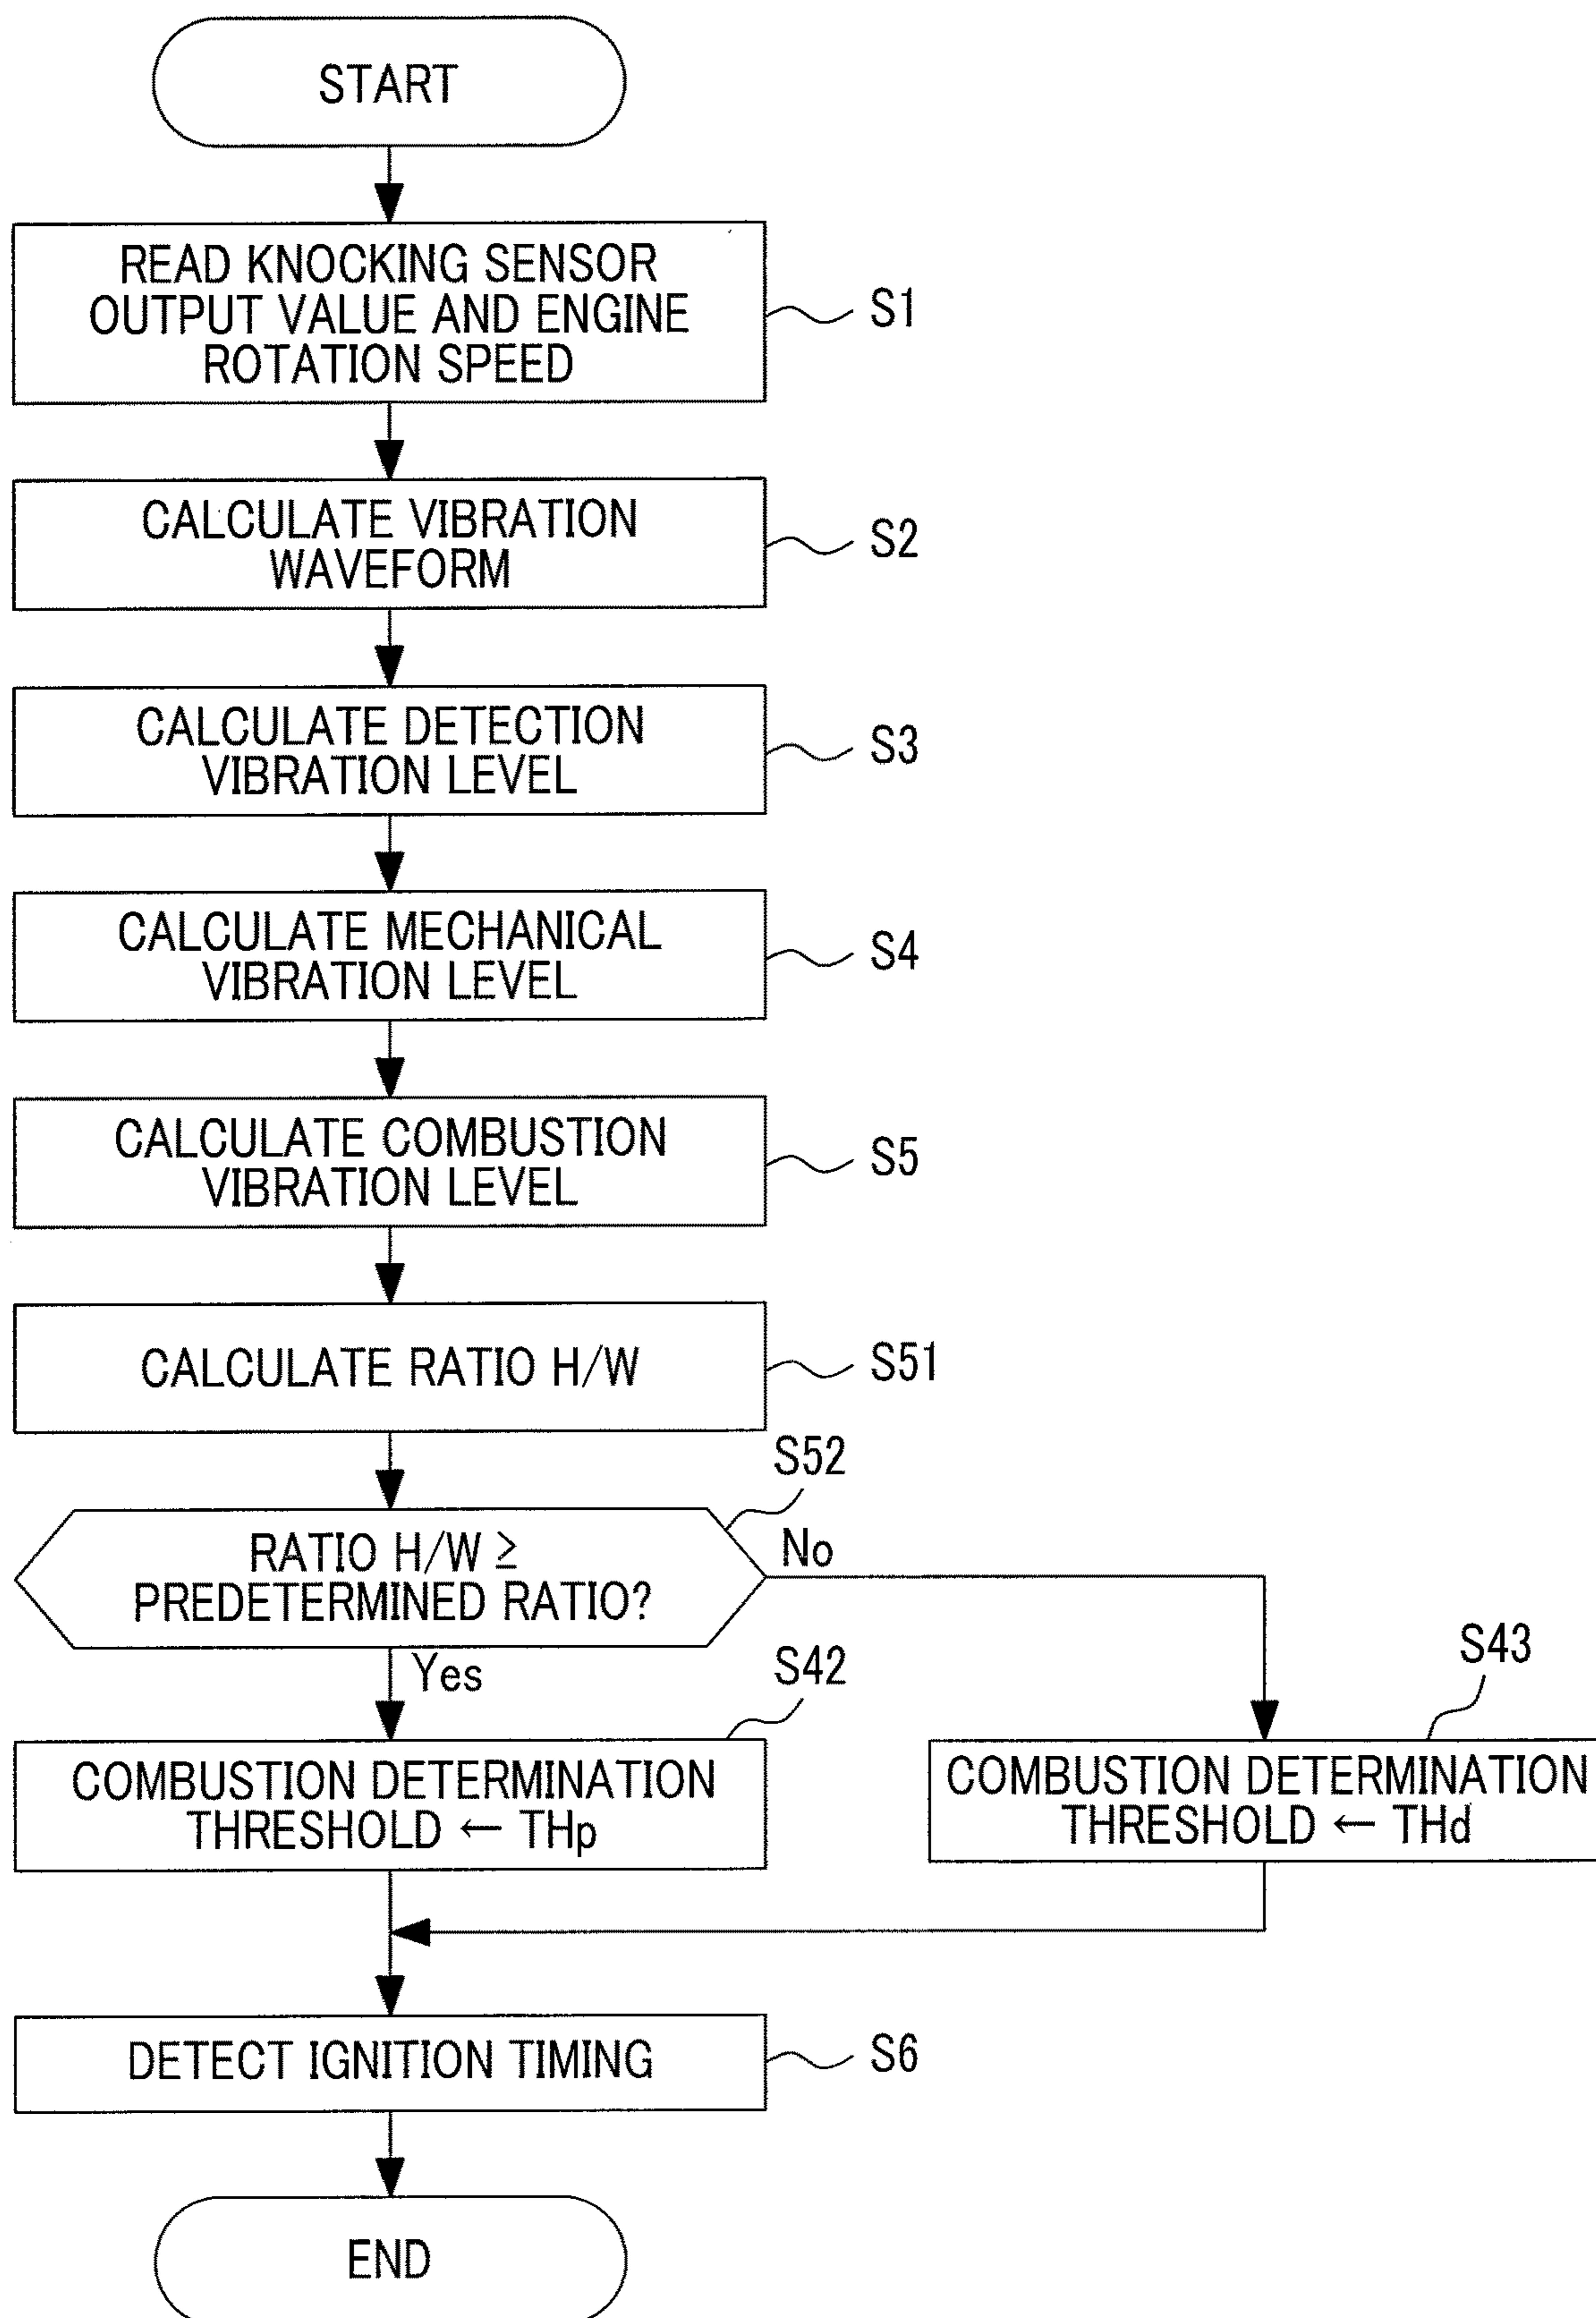 START
READ KNOCKING SENSOR
OUTPUT VALUE AND ENGINE
ROTATION SPEED
S1
CALCULATE VIBRATION
WAVEFORM
S2
CALCULATE DETECTION
VIBRATION LEVEL
S3
CALCULATE MECHANICAL
VIBRATION LEVEL
S4
CALCULATE COMBUSTION
VIBRATION LEVEL
S5
CALCULATE RATIO H/W
S51
S52
RATIO H/W ≥
PREDETERMINED RATIO?
No
Yes
S42
COMBUSTION DETERMINATION
THRESHOLD ← THp
S43
COMBUSTION DETERMINATION
THRESHOLD ← THd
DETECT IGNITION TIMING
S6
END